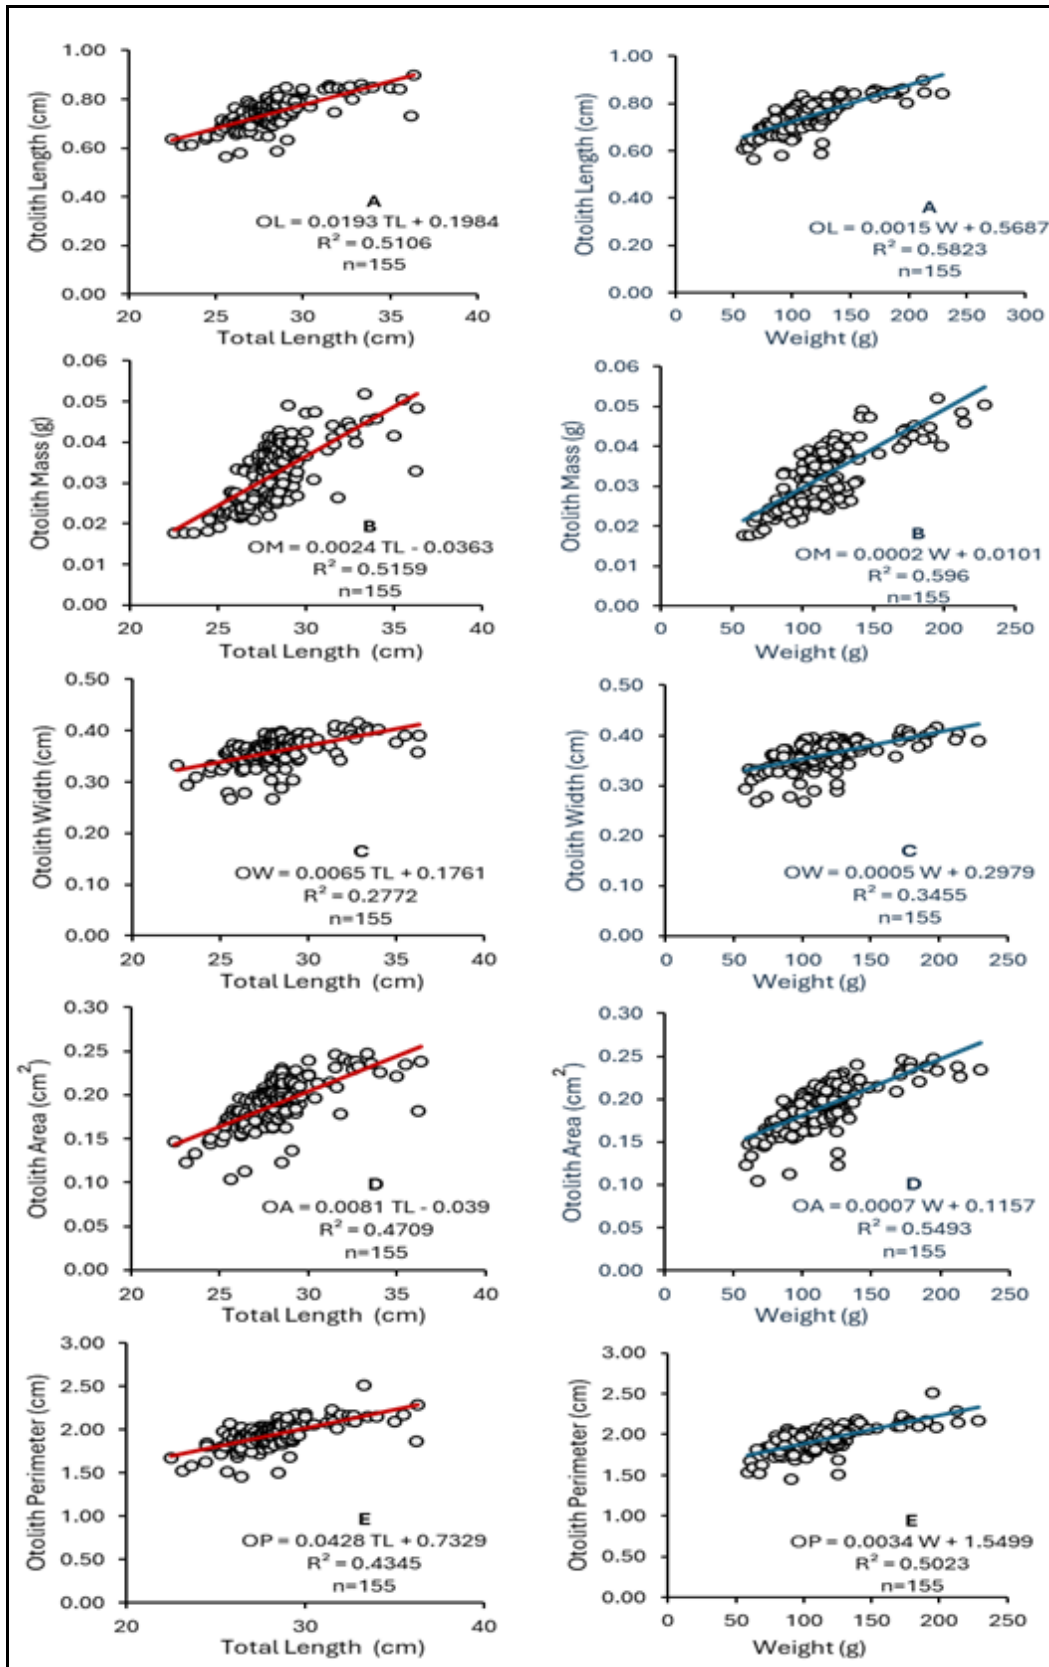 Otolith Length (cm)
1.00
0.80
0.60
0.40
0.20
0.00
A
OL = 0.0193 TL + 0.1984
R² = 0.5106
n=155
20 25 30 35 40
Total Length (cm)
Otolith Length (cm)
1.00
0.80
0.60
0.40
0.20
0.00
A
OL = 0.0015 W + 0.5687
R² = 0.5823
n=155
0 50 100 150 200 250 300
Weight (g)
Otolith Mass (g)
0.06
0.05
0.04
0.03
0.02
0.01
0.00
B
OM = 0.0024 TL - 0.0363
R² = 0.5159
n=155
20 25 30 35 40
Total Length (cm)
Otolith Mass (g)
0.06
0.05
0.04
0.03
0.02
0.01
0.00
B
OM = 0.0002 W + 0.0101
R² = 0.596
n=155
0 50 100 150 200 250
Weight (g)
Otolith Width (cm)
0.50
0.40
0.30
0.20
0.10
0.00
C
OW = 0.0065 TL + 0.1761
R² = 0.2772
n=155
20 25 30 35 40
Total Length (cm)
Otolith Width (cm)
0.50
0.40
0.30
0.20
0.10
0.00
C
OW = 0.0005 W + 0.2979
R² = 0.3455
n=155
0 50 100 150 200 250
Weight (g)
Otolith Area (cm²)
0.30
0.25
0.20
0.15
0.10
0.05
0.00
D
OA = 0.0081 TL - 0.039
R² = 0.4709
n=155
20 25 30 35 40
Total Length (cm)
Otolith Area (cm²)
0.30
0.25
0.20
0.15
0.10
0.05
0.00
D
OA = 0.0007 W + 0.1157
R² = 0.5493
n=155
0 50 100 150 200 250
Weight (g)
Otolith Perimeter (cm)
3.00
2.50
2.00
1.50
1.00
0.50
0.00
E
OP = 0.0428 TL + 0.7329
R² = 0.4345
n=155
20 30 40
Total Length (cm)
Otolith Perimeter (cm)
3.00
2.50
2.00
1.50
1.00
0.50
0.00
E
OP = 0.0034 W + 1.5499
R² = 0.5023
n=155
0 50 100 150 200 250
Weight (g)